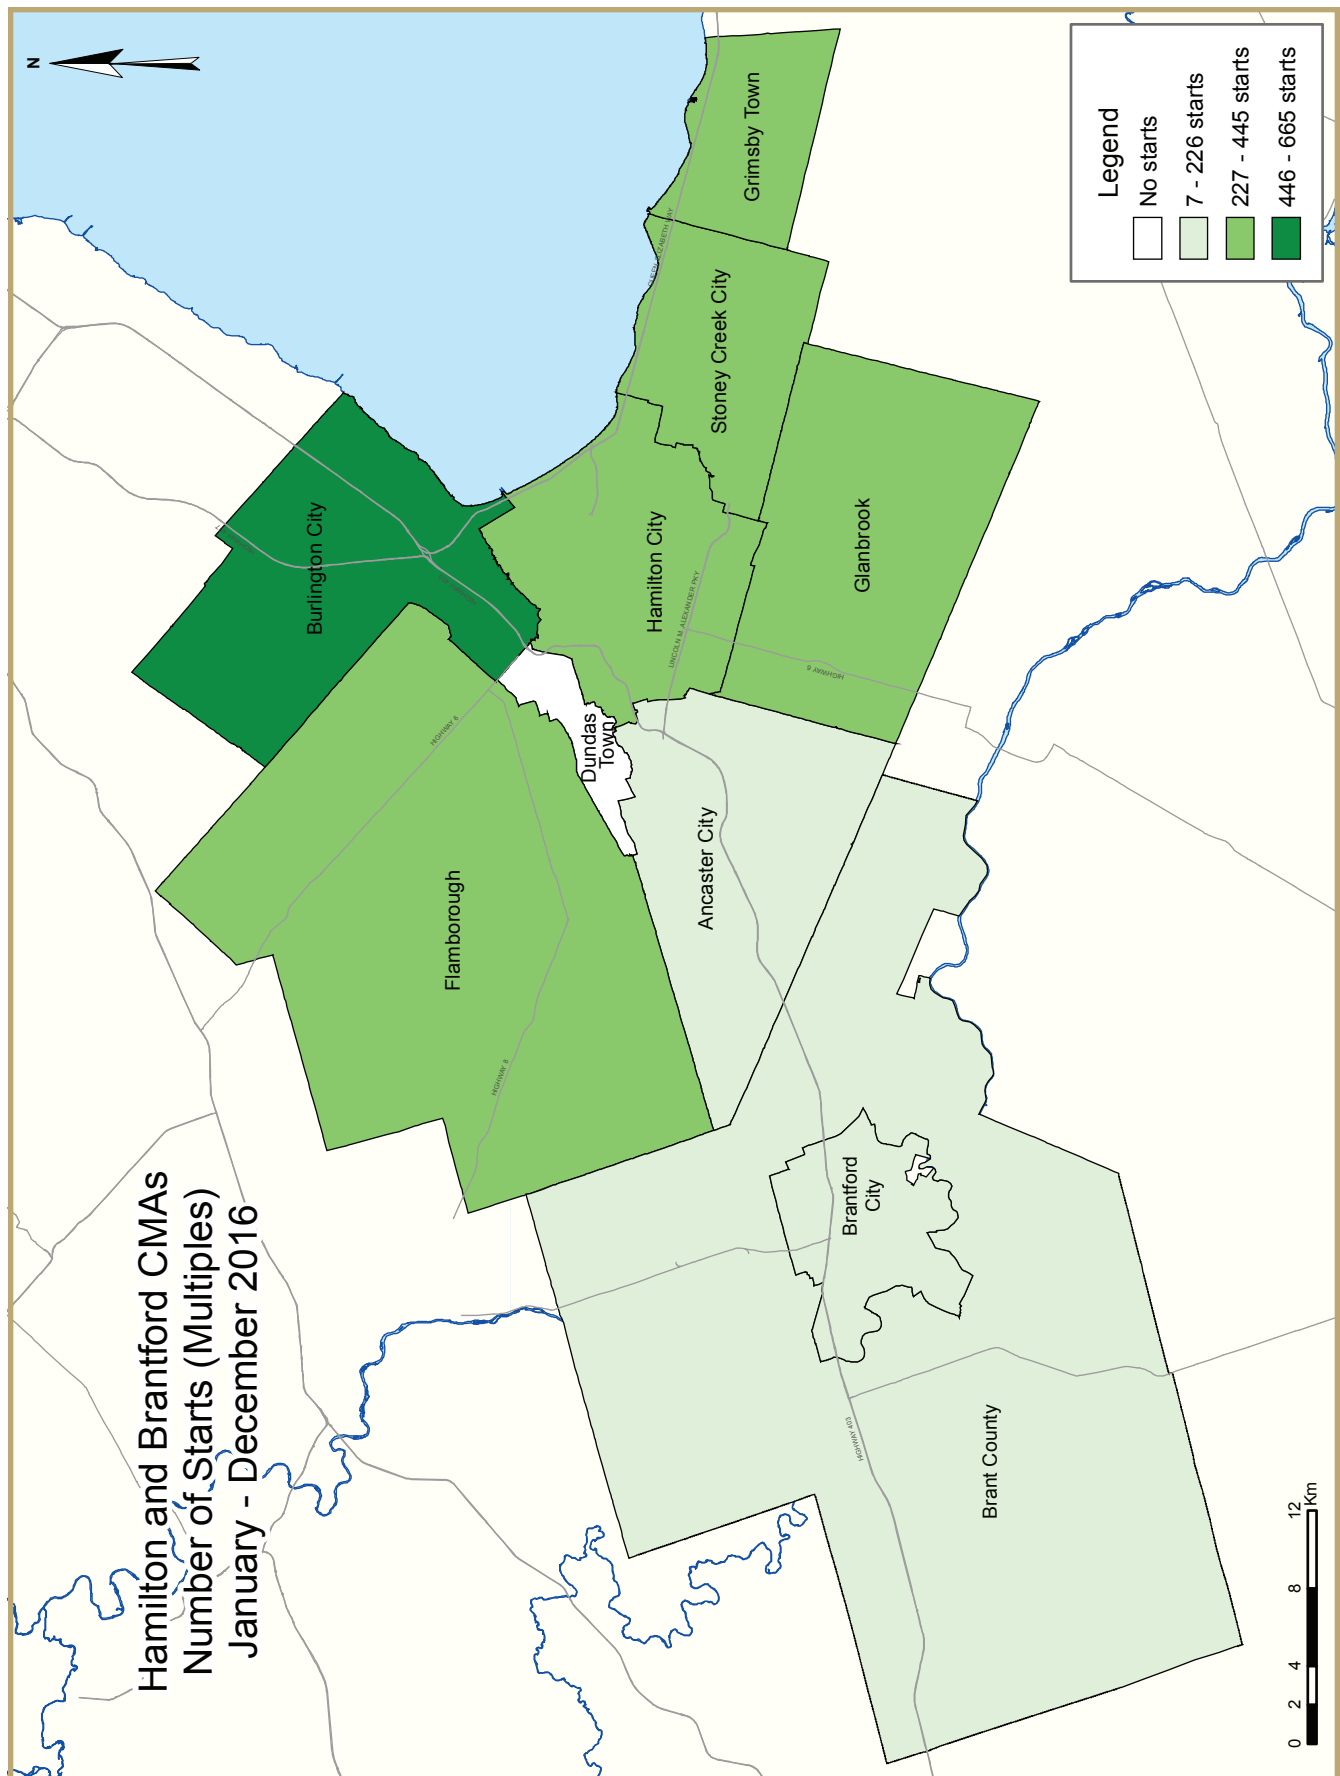 Hamilton and Brantford CMAs
Number of Starts (Multiples)
January - December 2016
N
Burlington City
Flamborough
HIGHWAY 6
HIGHWAY 8
Dundas
Town
Hamilton City
LINCOLN M. ALEXANDER PKY
Stoney Creek City
QUEEN ELIZABETH WAY
Grimsby Town
Glanbrook
HIGHWAY 6
Ancaster City
Brantford
City
Brant County
HIGHWAY 403
Legend
No starts
7 - 226 starts
227 - 445 starts
446 - 665 starts
0 2 4 8 12
Km